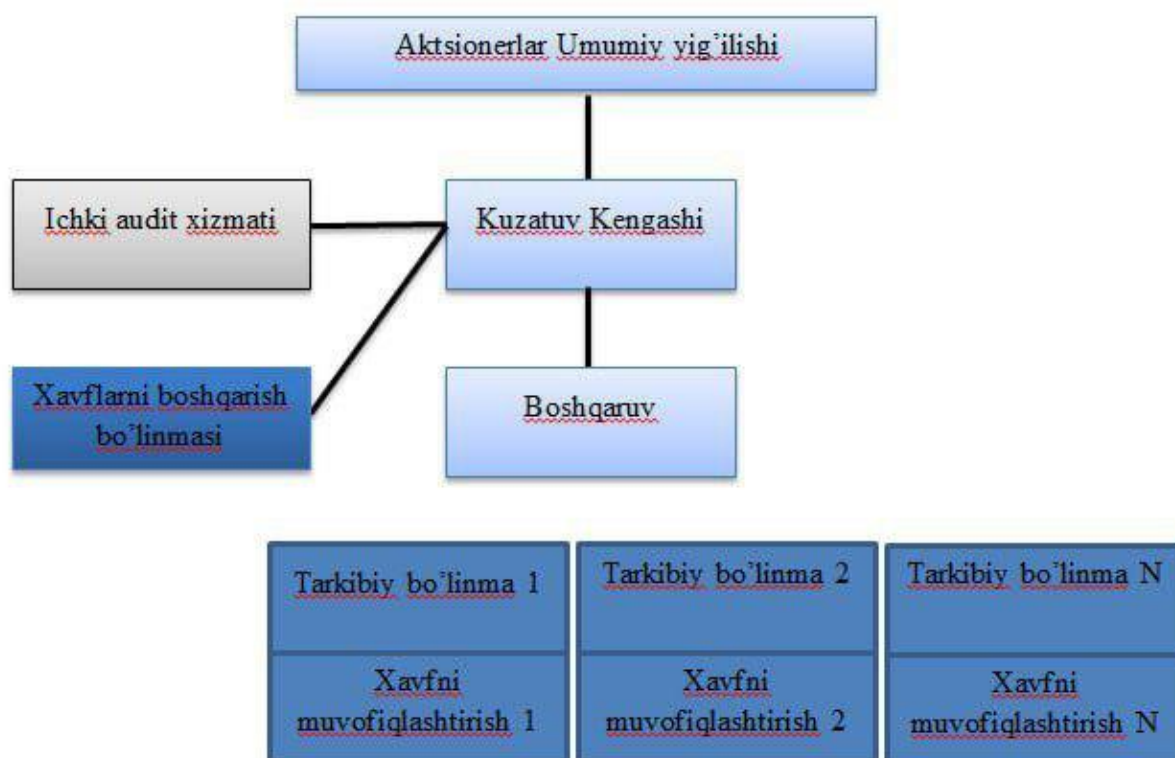 Aktsionerlar Umumiy yig’ilishi
Ichki audit xizmati
Kuzatuv Kengashi
Xavflarni boshqarish
bo’linmasi
Boshqaruv
Tarkibiy bo’linma 1
Tarkibiy bo’linma 2
Tarkibiy bo’linma N
Xavfni
muvofiqlashtirish 1
Xavfni
muvofiqlashtirish 2
Xavfni
muvofiqlashtirish N